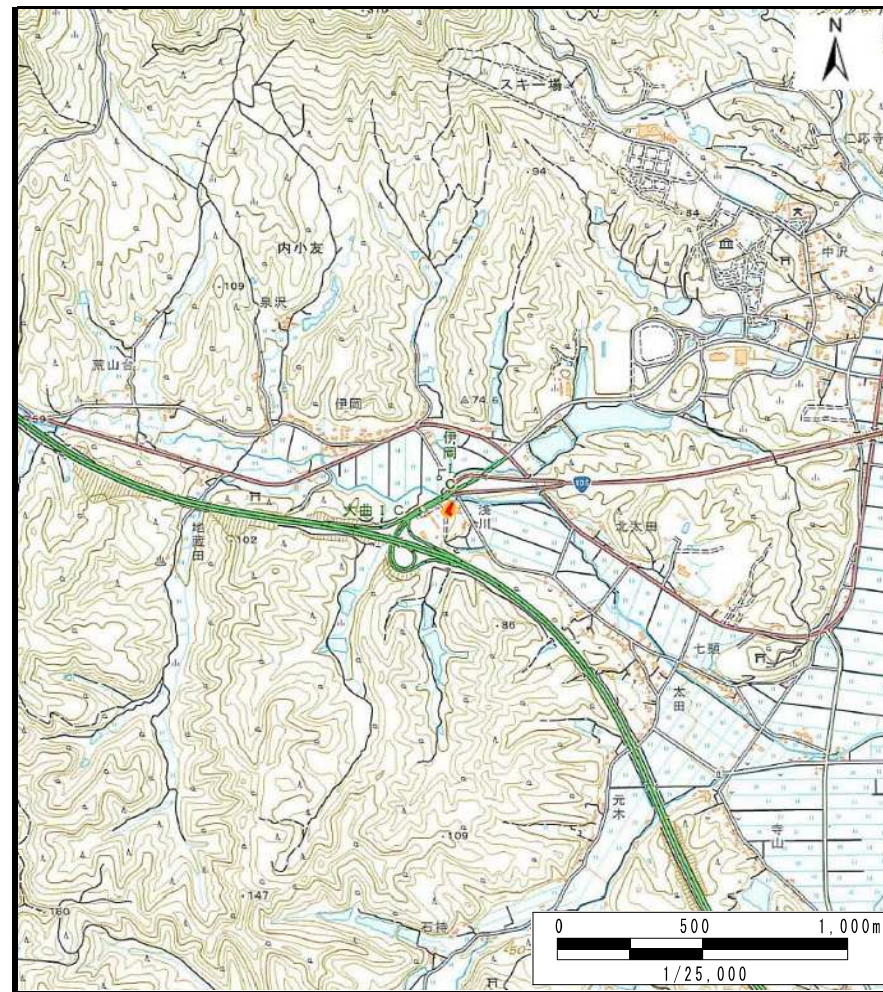 N
スキー場
仁応寺
・94
・84
中沢
内小友
・109
泉沢
荒山台
伊岡
74.6
伊岡IC
大曲IC
浅川
105
地蔵田
102
北太田
・86
七頭
太田
元木
寺山
・109
・147
・160
石持
50
0 500 1,000m
1/25,000